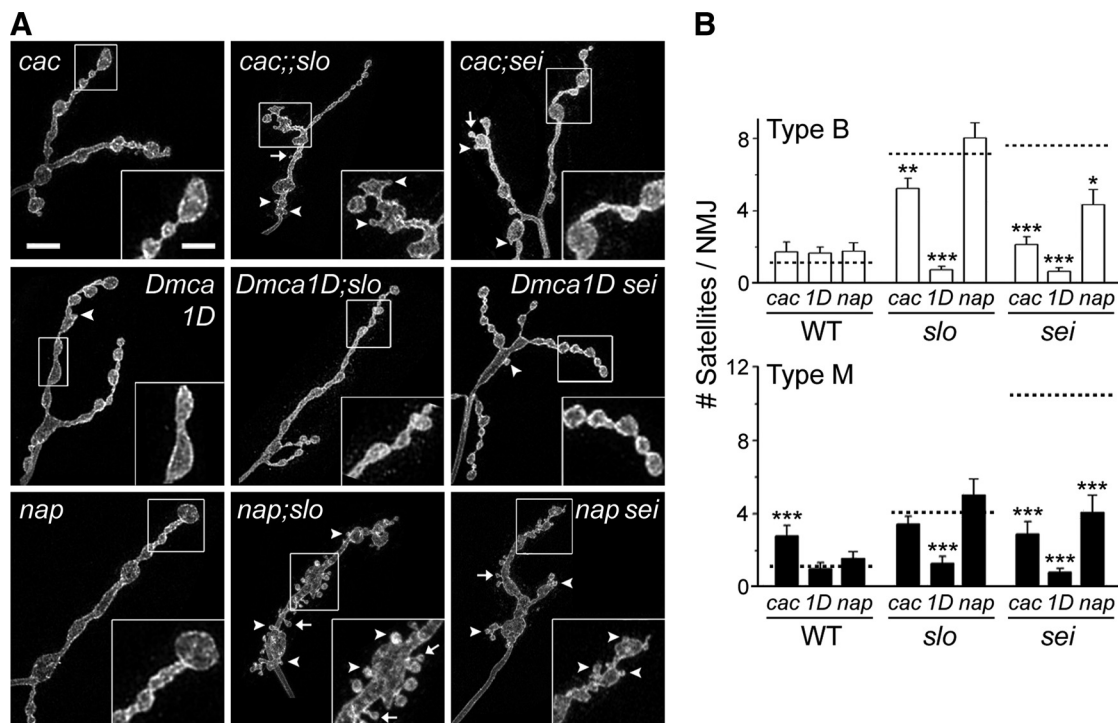 A
cac
cac;;slo
cac;sei
Dmca
1D
Dmca1D;slo
Dmca1D sei
nap
nap;slo
nap sei
B
# Satellites / NMJ
Type B
8
4
0
**
***
***
***
*
cac 1D nap cac 1D nap cac 1D nap
WT slo sei
Type M
12
8
4
0
***
***
***
***
***
cac 1D nap cac 1D nap cac 1D nap
WT slo sei